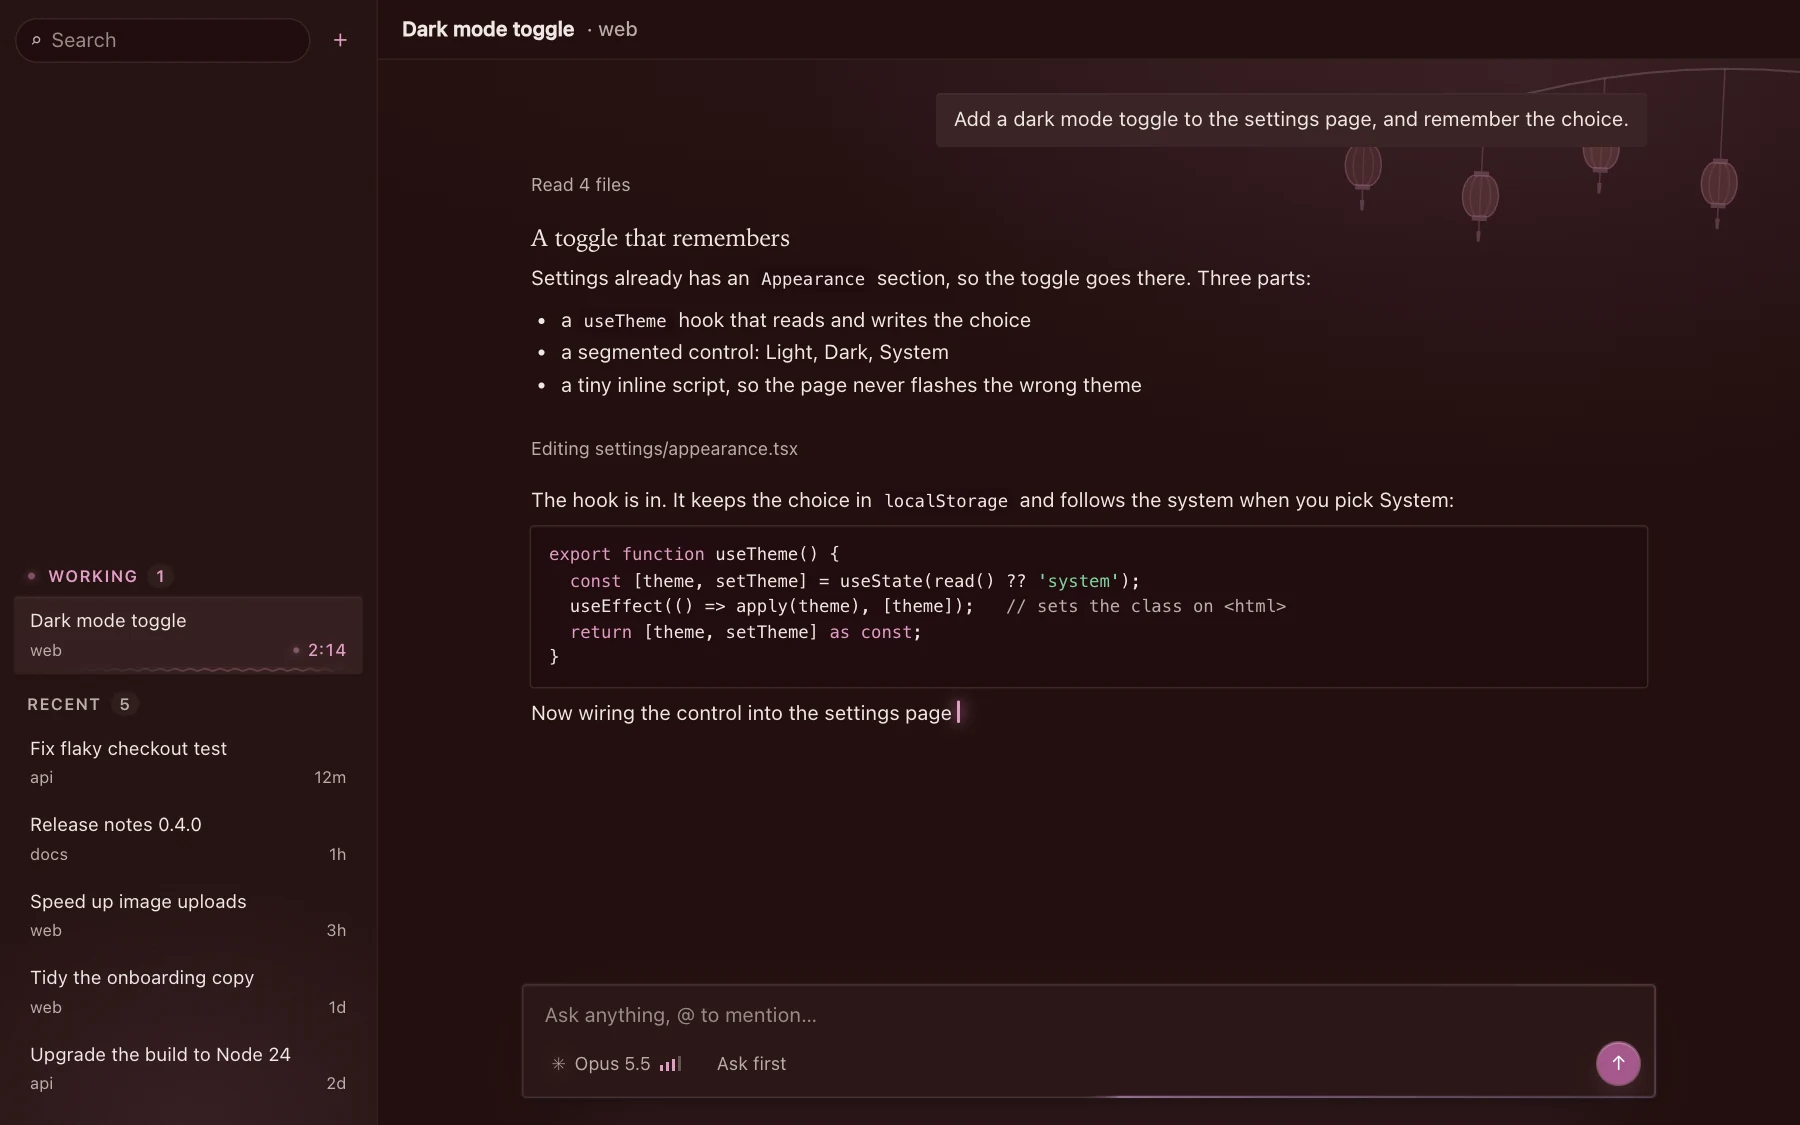 Search
+
WORKING 1
Dark mode toggle
web 2:14
RECENT 5
Fix flaky checkout test
api 12m
Release notes 0.4.0
docs 1h
Speed up image uploads
web 3h
Tidy the onboarding copy
web 1d
Upgrade the build to Node 24
api 2d
Dark mode toggle · web
Add a dark mode toggle to the settings page, and remember the choice.
Read 4 files
A toggle that remembers
Settings already has an Appearance section, so the toggle goes there. Three parts:
• a useTheme hook that reads and writes the choice
• a segmented control: Light, Dark, System
• a tiny inline script, so the page never flashes the wrong theme
Editing settings/appearance.tsx
The hook is in. It keeps the choice in localStorage and follows the system when you pick System:
export function useTheme() {
  const [theme, setTheme] = useState(read() ?? 'system');
  useEffect(() => apply(theme), [theme]);   // sets the class on <html>
  return [theme, setTheme] as const;
}
Now wiring the control into the settings page
Ask anything, @ to mention...
Opus 5.5 Ask first